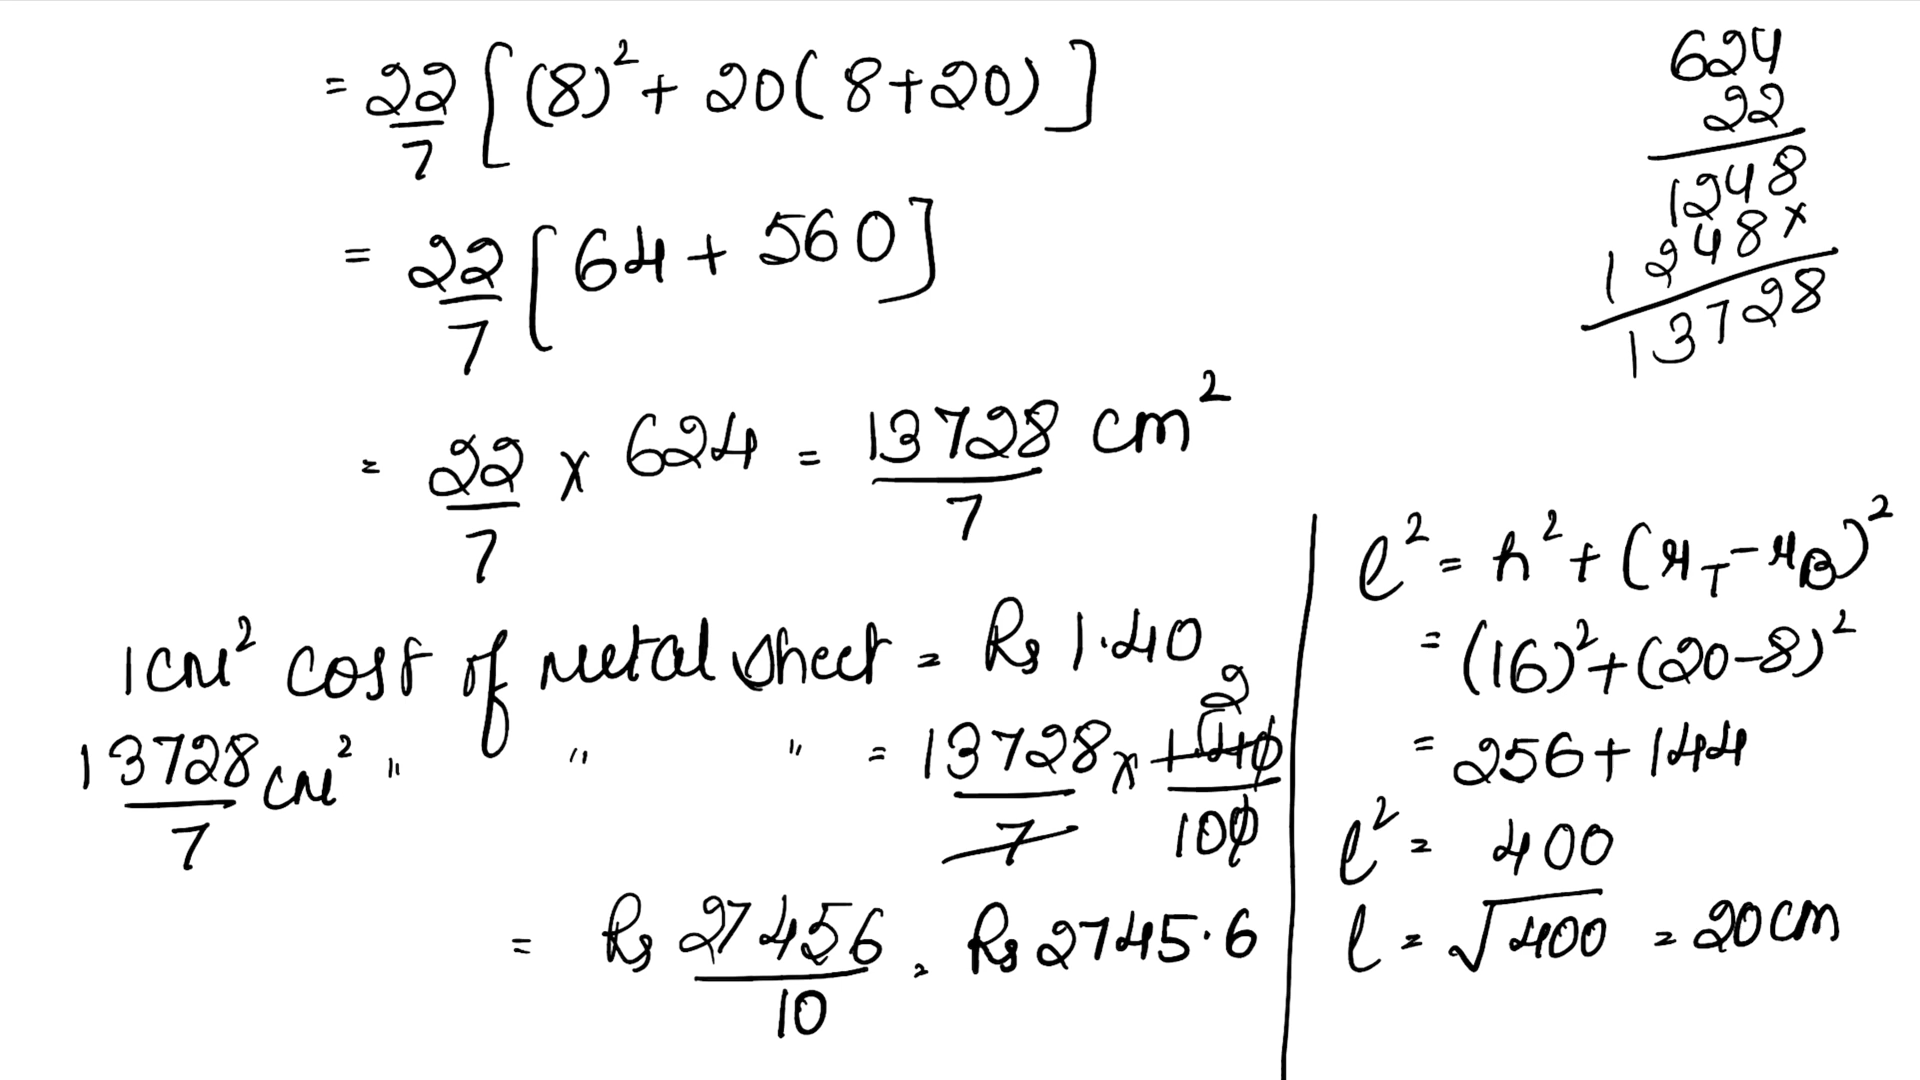 = 22/7 [ (8)² + 20( 8+20) ]
= 22/7 [ 64 + 560 ]
= 22/7 x 624 = 13728/7 cm²
1cm² cost of metal sheet = Rs 1.40
13728/7 cm² " " " = 13728/7 x 140/100 2
= Rs 27456/10 = Rs 2745.6
624
22
1248
1248x
13728
l² = h² + (r_T - r_B)²
= (16)² + (20-8)²
= 256 + 144
l² = 400
l = √400 = 20cm